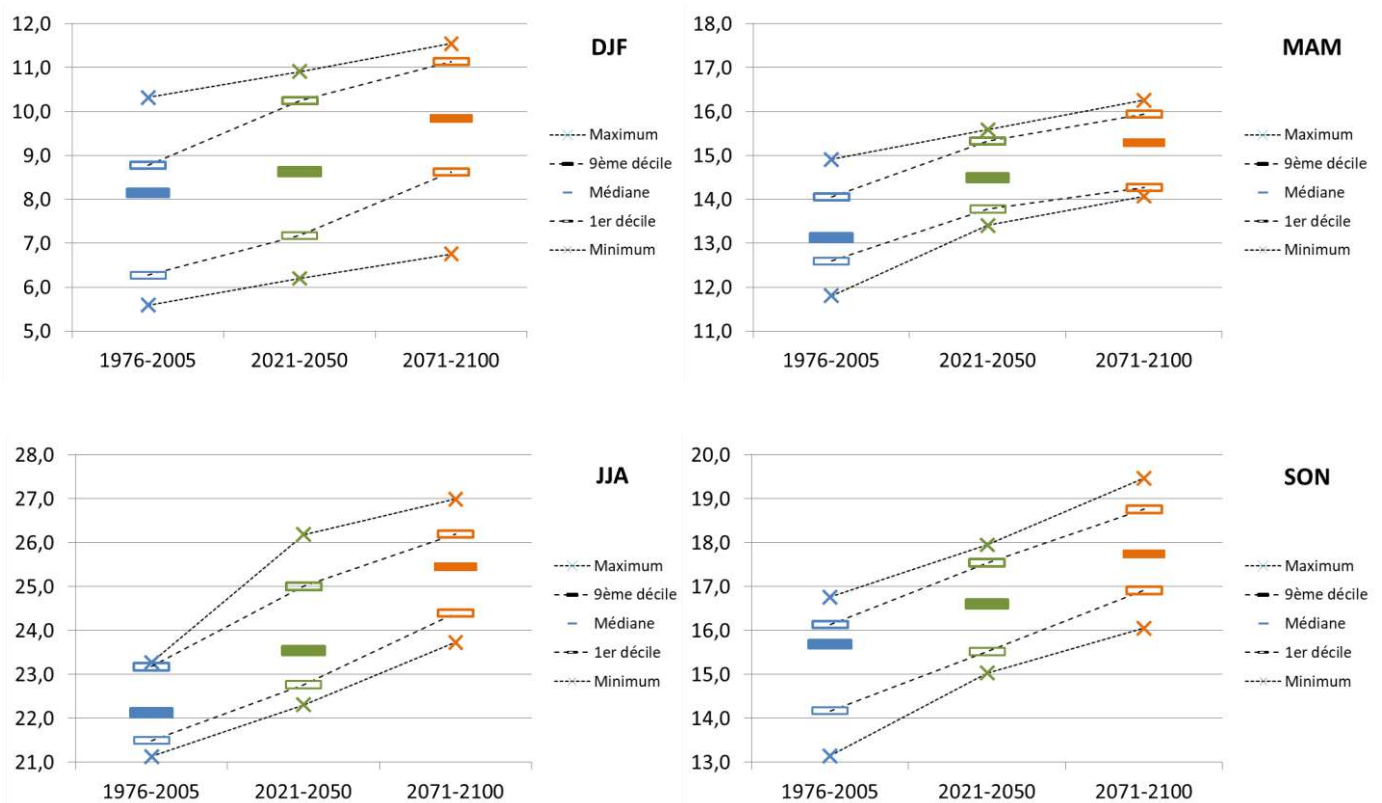 DJF
12,0
11,0
10,0
9,0
8,0
7,0
6,0
5,0
1976-2005 2021-2050 2071-2100
Maximum
9ème décile
Médiane
1er décile
Minimum
MAM
18,0
17,0
16,0
15,0
14,0
13,0
12,0
11,0
1976-2005 2021-2050 2071-2100
Maximum
9ème décile
Médiane
1er décile
Minimum
JJA
28,0
27,0
26,0
25,0
24,0
23,0
22,0
21,0
1976-2005 2021-2050 2071-2100
Maximum
9ème décile
Médiane
1er décile
Minimum
SON
20,0
19,0
18,0
17,0
16,0
15,0
14,0
13,0
1976-2005 2021-2050 2071-2100
Maximum
9ème décile
Médiane
1er décile
Minimum